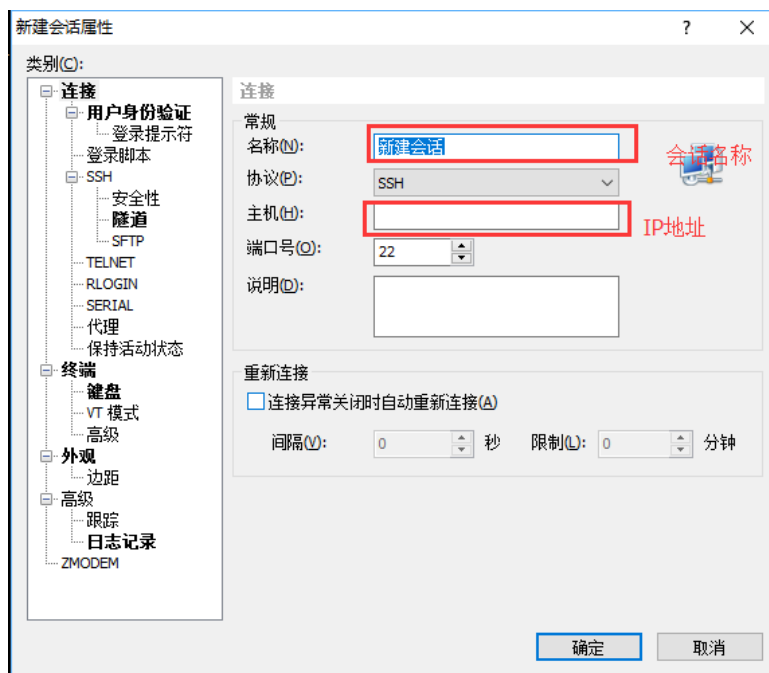 新建会话属性
?
类别(C):
连接
用户身份验证
登录提示符
登录脚本
SSH
安全性
隧道
SFTP
TELNET
RLOGIN
SERIAL
代理
保持活动状态
终端
键盘
VT 模式
高级
外观
边距
高级
跟踪
日志记录
ZMODEM
连接
常规
名称(N): 新建会话
会话名称
协议(P): SSH
主机(H):
IP地址
端口号(O): 22
说明(D):
重新连接
连接异常关闭时自动重新连接(A)
间隔(V): 0 秒 限制(L): 0 分钟
确定 取消